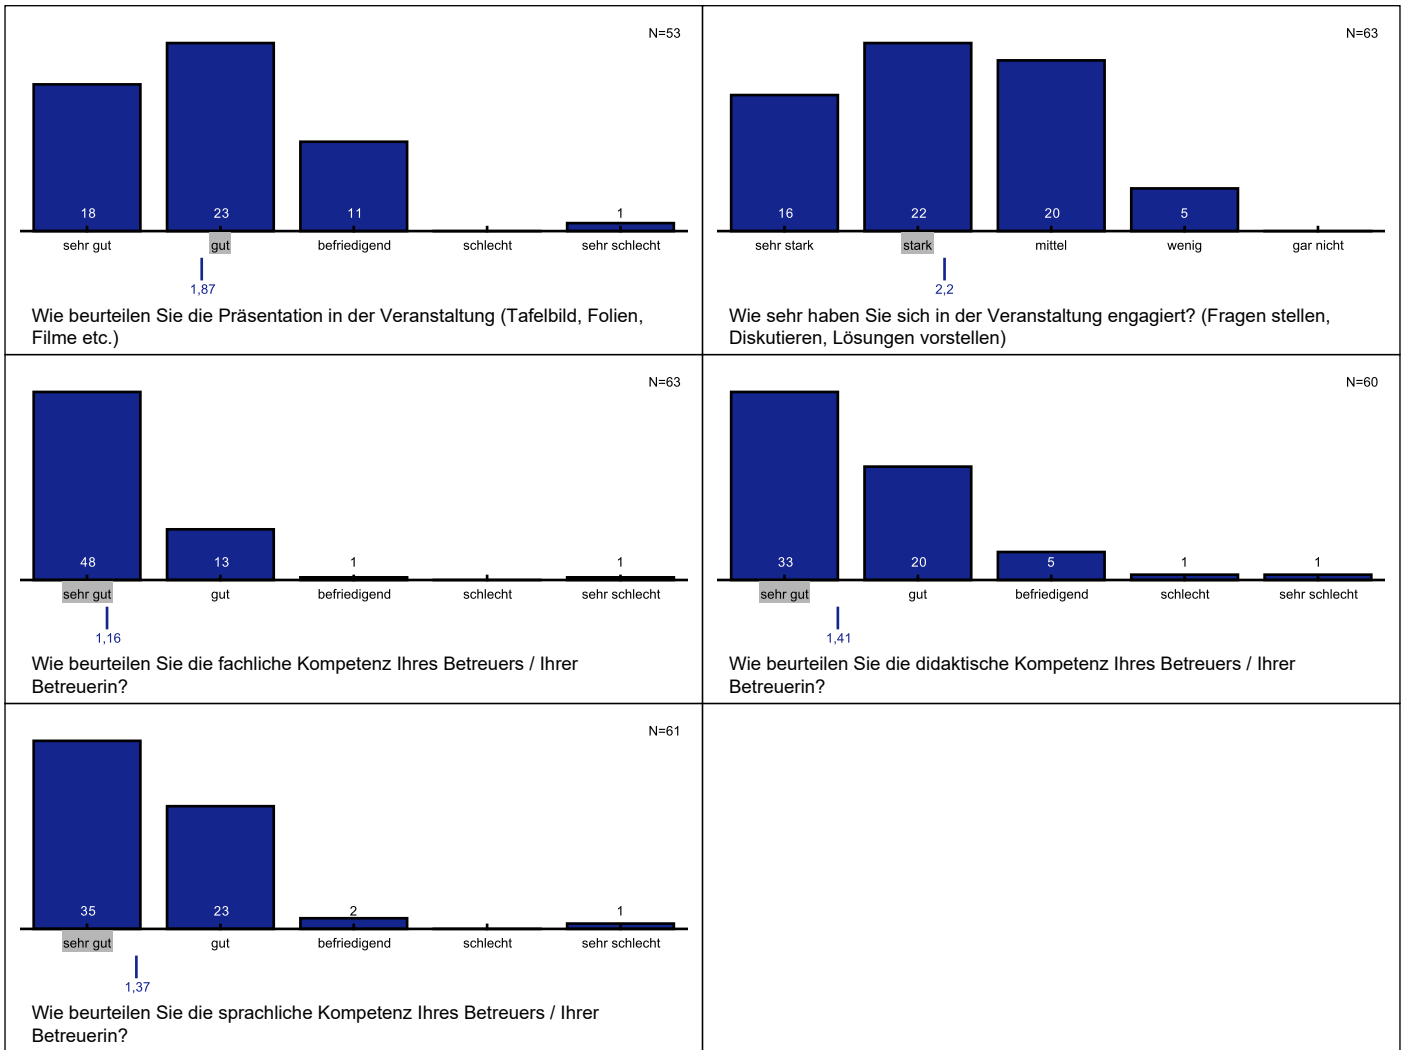 N=53
18 23 11 1
sehr gut gut befriedigend schlecht sehr schlecht
1,87
Wie beurteilen Sie die Präsentation in der Veranstaltung (Tafelbild, Folien,
Filme etc.)
N=63
16 22 20 5
sehr stark stark mittel wenig gar nicht
2,2
Wie sehr haben Sie sich in der Veranstaltung engagiert? (Fragen stellen,
Diskutieren, Lösungen vorstellen)
N=63
48 13 1 1
sehr gut gut befriedigend schlecht sehr schlecht
1,16
Wie beurteilen Sie die fachliche Kompetenz Ihres Betreuers / Ihrer
Betreuerin?
N=60
33 20 5 1 1
sehr gut gut befriedigend schlecht sehr schlecht
1,41
Wie beurteilen Sie die didaktische Kompetenz Ihres Betreuers / Ihrer
Betreuerin?
N=61
35 23 2 1
sehr gut gut befriedigend schlecht sehr schlecht
1,37
Wie beurteilen Sie die sprachliche Kompetenz Ihres Betreuers / Ihrer
Betreuerin?